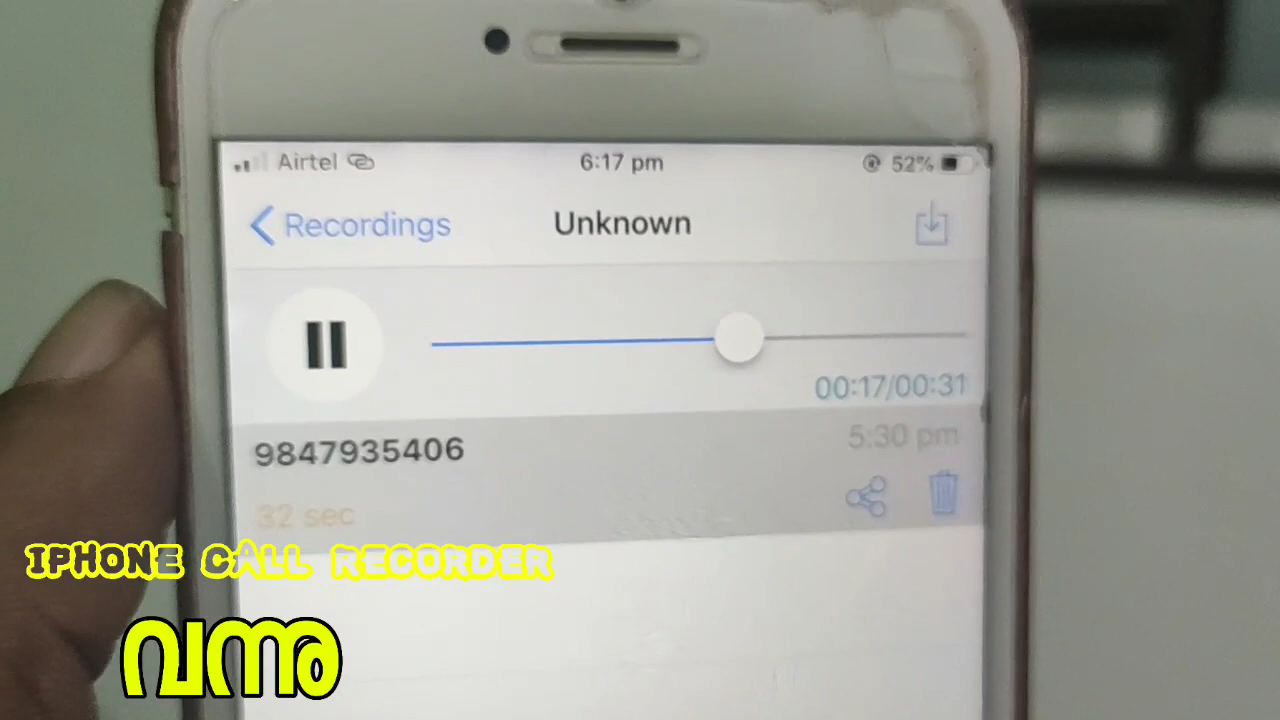 Airtel 6:17 pm 52%
Recordings Unknown
00:17/00:31
9847935406 5:30 pm
32 sec
IPHONE CALL RECORDER
വന്നു